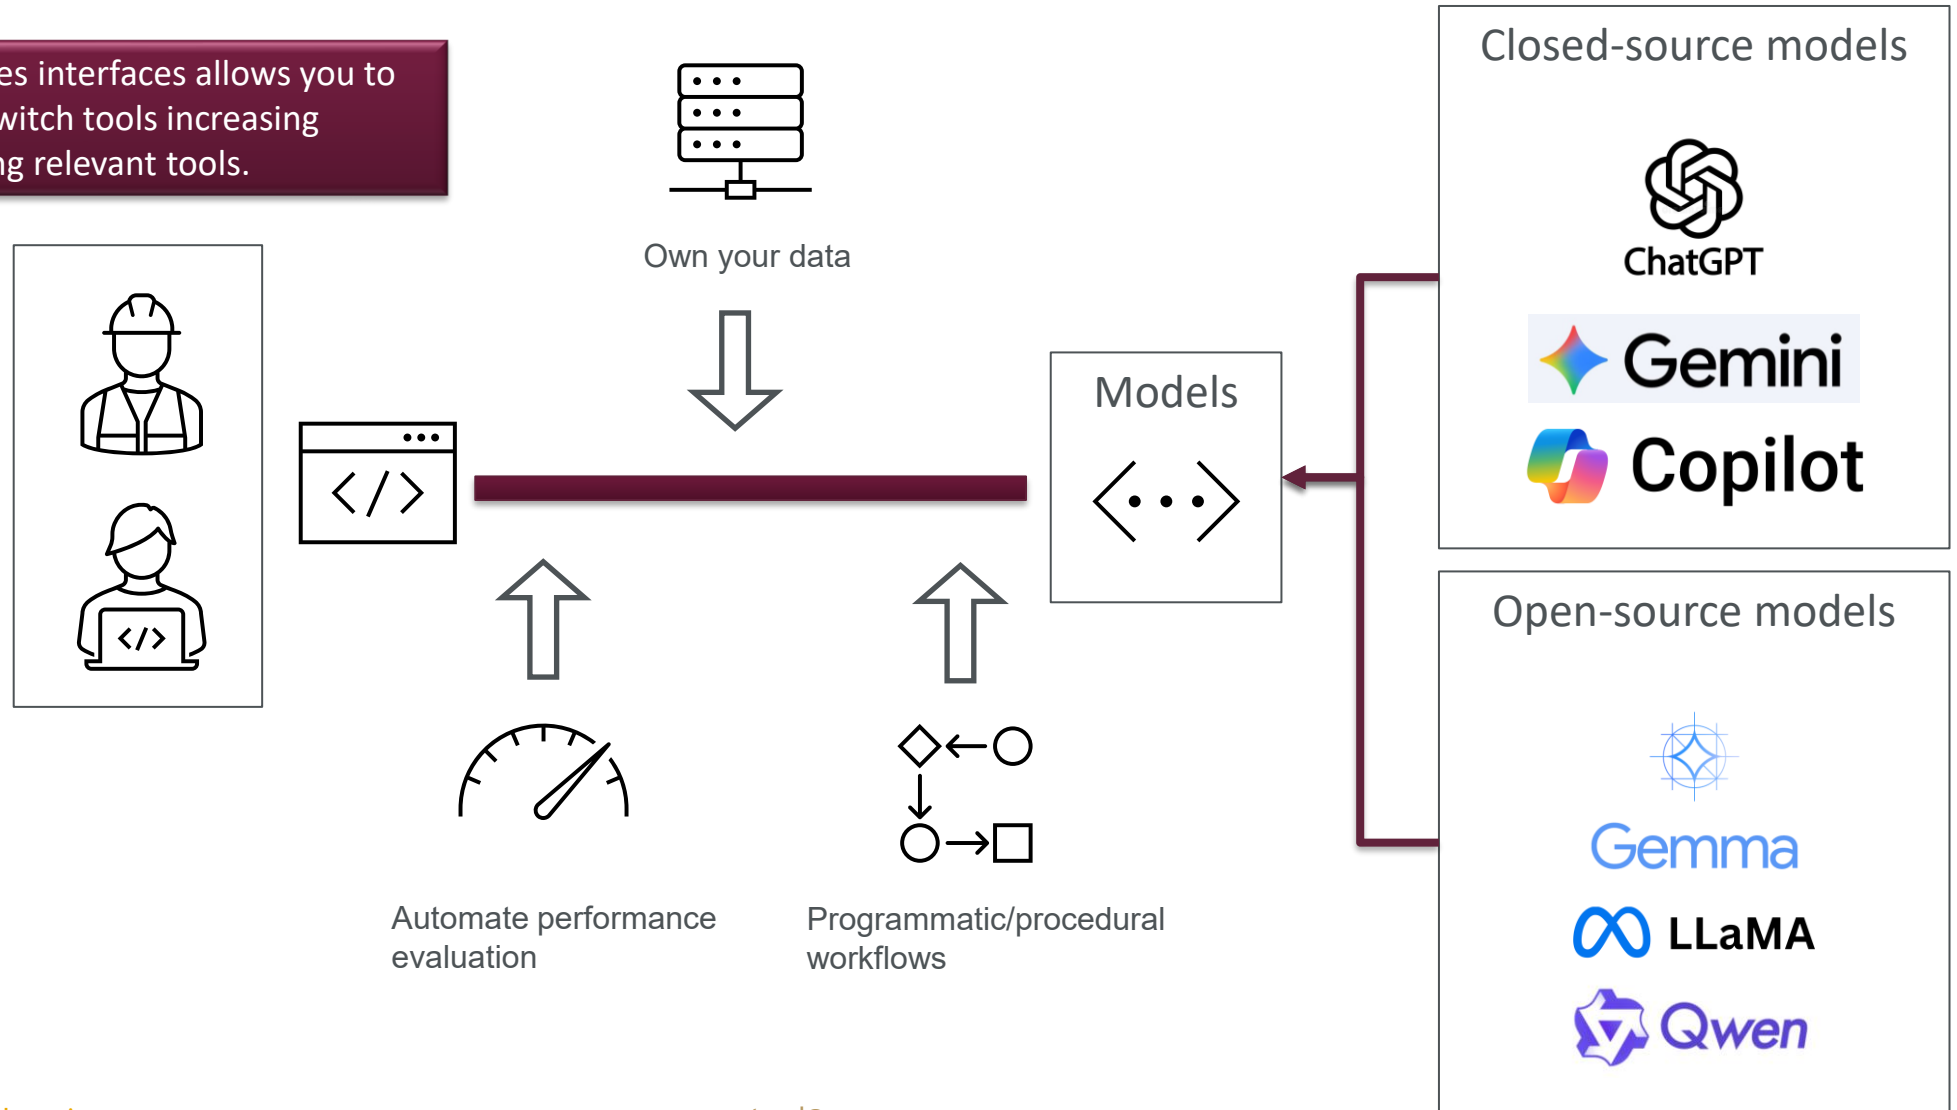 es interfaces allows you to
witch tools increasing
ng relevant tools.
Own your data
</>
</>
Automate performance
evaluation
Programmatic/procedural
workflows
Models
Closed-source models
ChatGPT
Gemini
Copilot
Open-source models
Gemma
LLaMA
Qwen